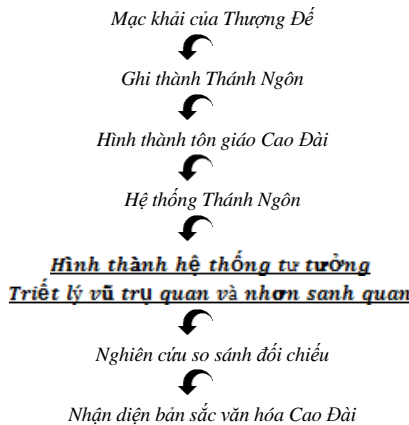 Mạc khải của Thượng Đế
Ghi thành Thánh Ngôn
Hình thành tôn giáo Cao Đài
Hệ thống Thánh Ngôn
Hình thành hệ thống tư tưởng
Triết lý vũ trụ quan và nhơn sanh quan
Nghiên cứu so sánh đối chiếu
Nhận diện bản sắc văn hóa Cao Đài